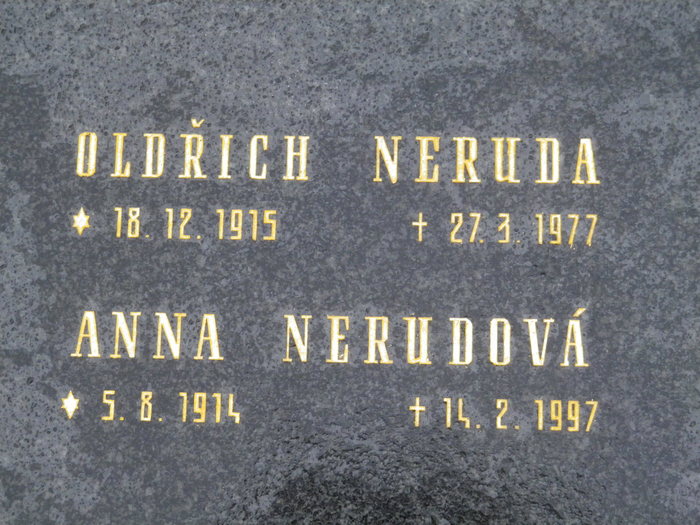 OLDŘICH NERUDA
✶ 18. 12. 1915 † 27. 3. 1977
ANNA NERUDOVÁ
✶ 5. 8. 1914 † 14. 2. 1997